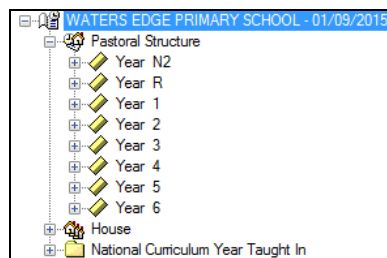 WATERS EDGE PRIMARY SCHOOL - 01/09/2015
Pastoral Structure
Year N2
Year R
Year 1
Year 2
Year 3
Year 4
Year 5
Year 6
House
National Curriculum Year Taught In